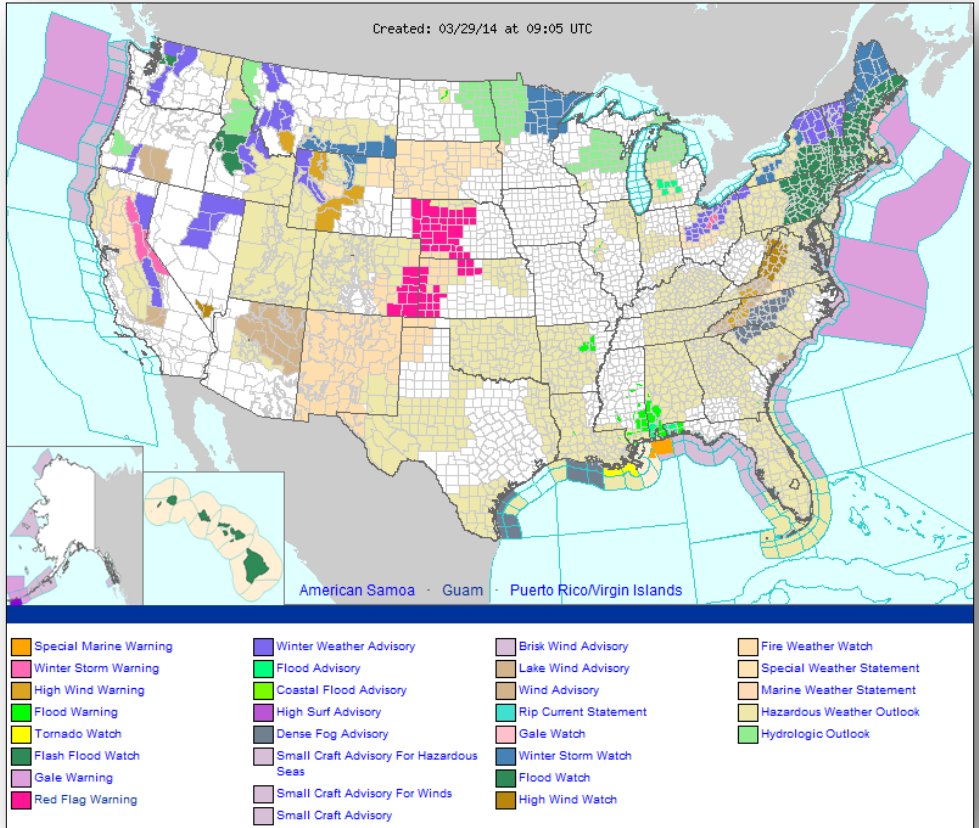 Created: 03/29/14 at 09:05 UTC
American Samoa · Guam · Puerto Rico/Virgin Islands
Special Marine Warning
Winter Storm Warning
High Wind Warning
Flood Warning
Tornado Watch
Flash Flood Watch
Gale Warning
Red Flag Warning
Winter Weather Advisory
Flood Advisory
Coastal Flood Advisory
High Surf Advisory
Dense Fog Advisory
Small Craft Advisory For Hazardous
Seas
Small Craft Advisory For Winds
Small Craft Advisory
Brisk Wind Advisory
Lake Wind Advisory
Wind Advisory
Rip Current Statement
Gale Watch
Winter Storm Watch
Flood Watch
High Wind Watch
Fire Weather Watch
Special Weather Statement
Marine Weather Statement
Hazardous Weather Outlook
Hydrologic Outlook